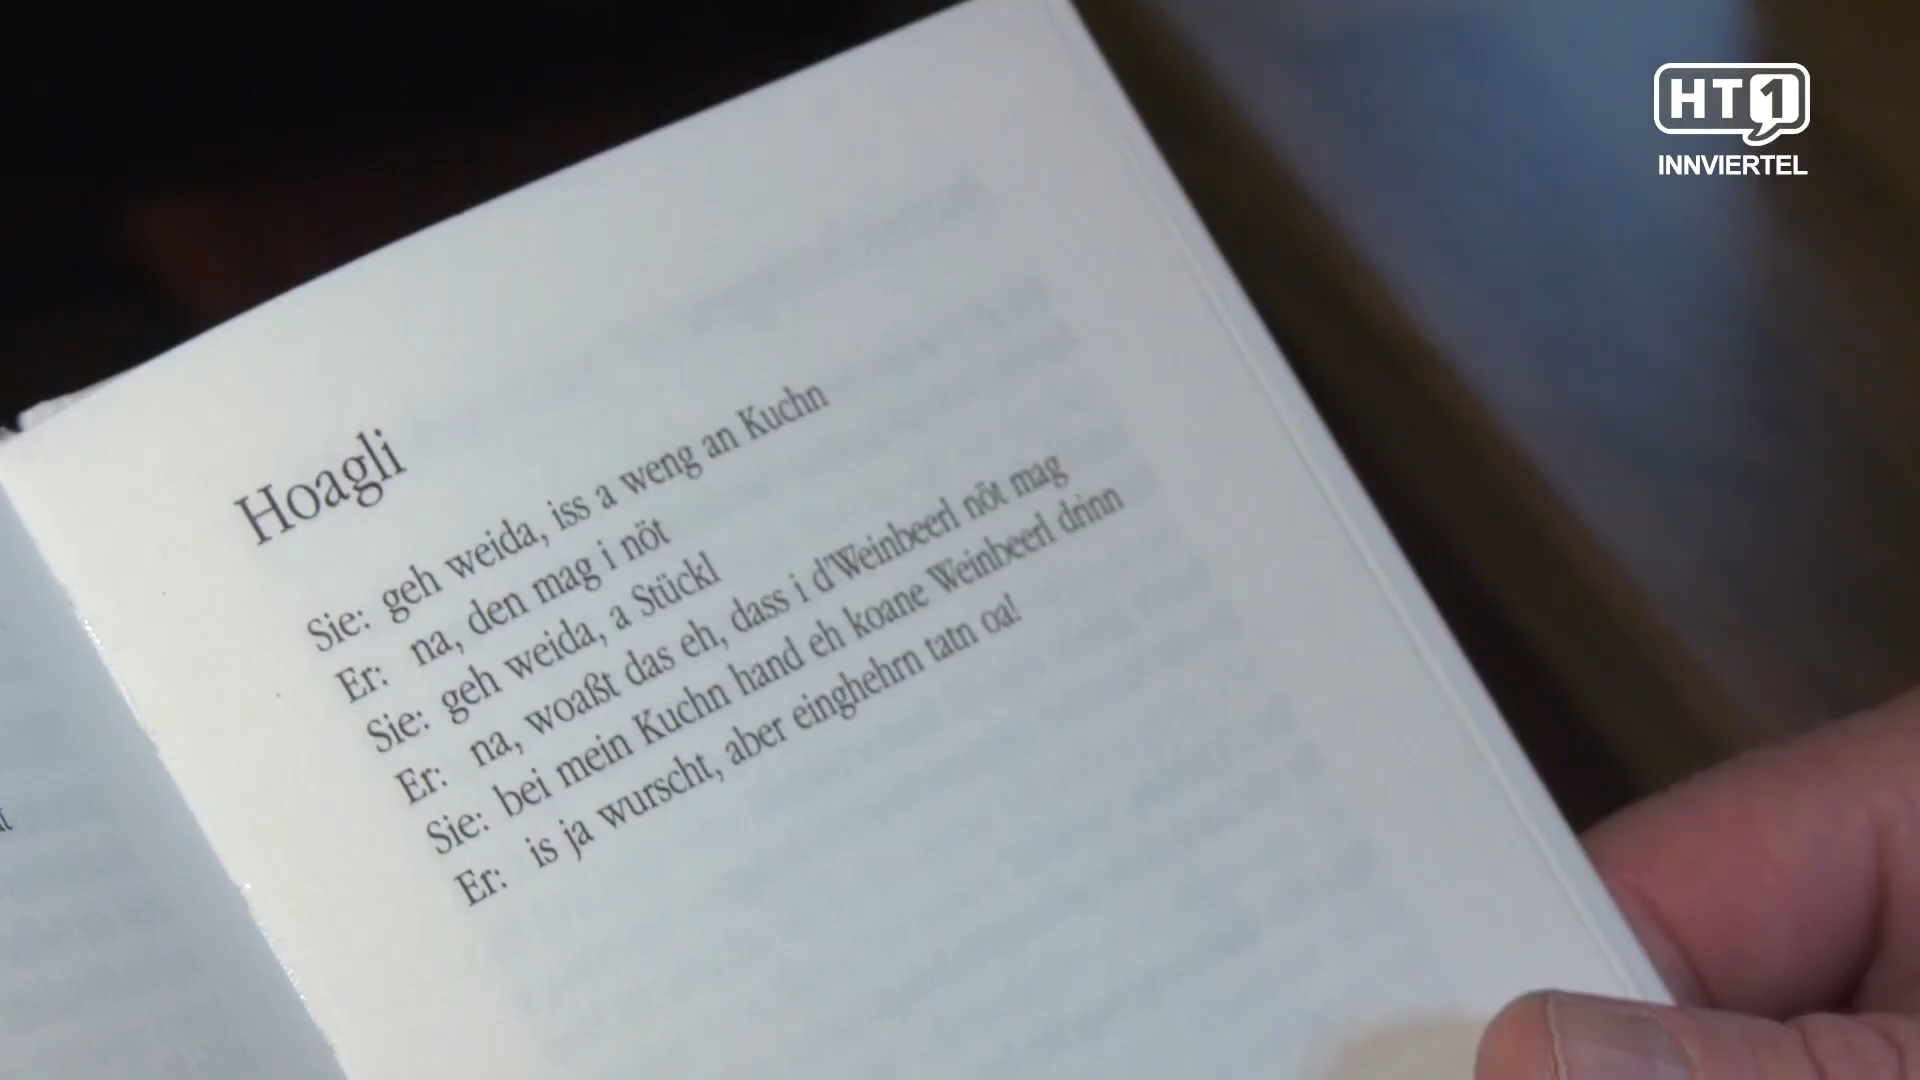 HT1
INNVIERTEL
Hoagli
Sie: geh weida, iss a weng an Kuchn
Er: na, den mag i nöt
Sie: geh weida, a Stückl
Er: na, woaßt das eh, dass i d'Weinbeerl nöt mag
Sie: bei mein Kuchn hand eh koane Weinbeerl drinn
Er: is ja wurscht, aber einghehrn tatn oa!